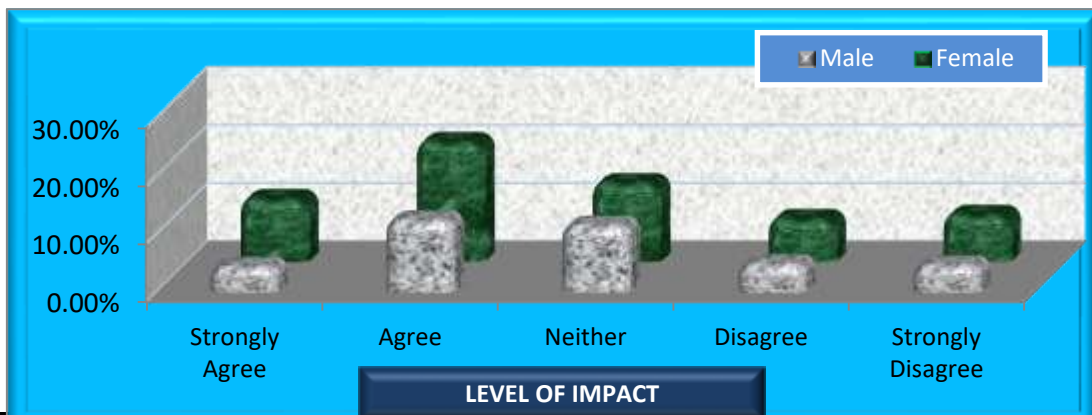 Male Female
30.00%
20.00%
10.00%
0.00%
Strongly Agree Neither Disagree Strongly
Agree Disagree
LEVEL OF IMPACT